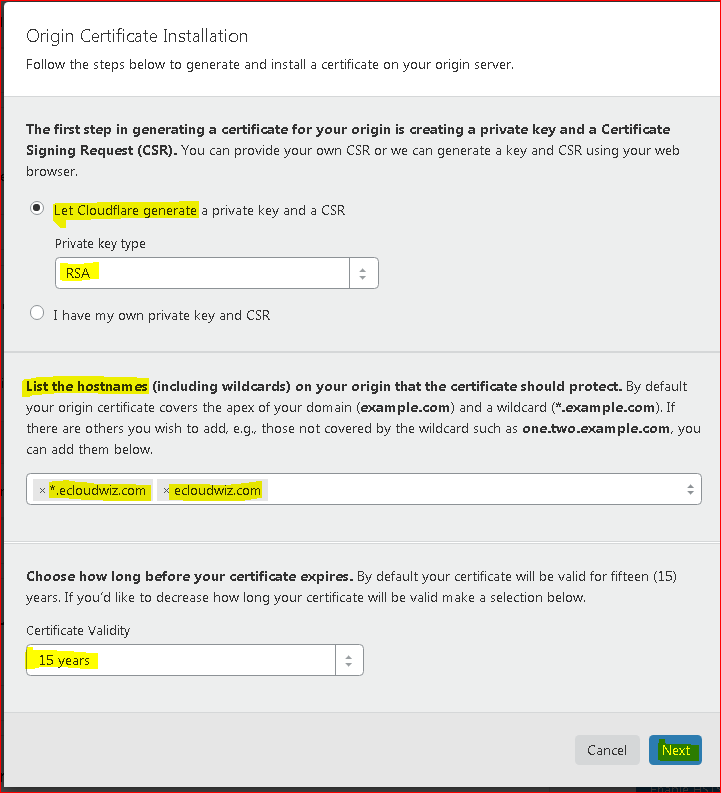 Origin Certificate Installation
Follow the steps below to generate and install a certificate on your origin server.
The first step in generating a certificate for your origin is creating a private key and a Certificate
Signing Request (CSR). You can provide your own CSR or we can generate a key and CSR using your web
browser.
Let Cloudflare generate a private key and a CSR
Private key type
RSA
I have my own private key and CSR
List the hostnames (including wildcards) on your origin that the certificate should protect. By default
your origin certificate covers the apex of your domain (example.com) and a wildcard (*.example.com). If
there are others you wish to add, e.g., those not covered by the wildcard such as one.two.example.com, you
can add them below.
× *.ecloudwiz.com × ecloudwiz.com
Choose how long before your certificate expires. By default your certificate will be valid for fifteen (15)
years. If you'd like to decrease how long your certificate will be valid make a selection below.
Certificate Validity
15 years
Cancel Next